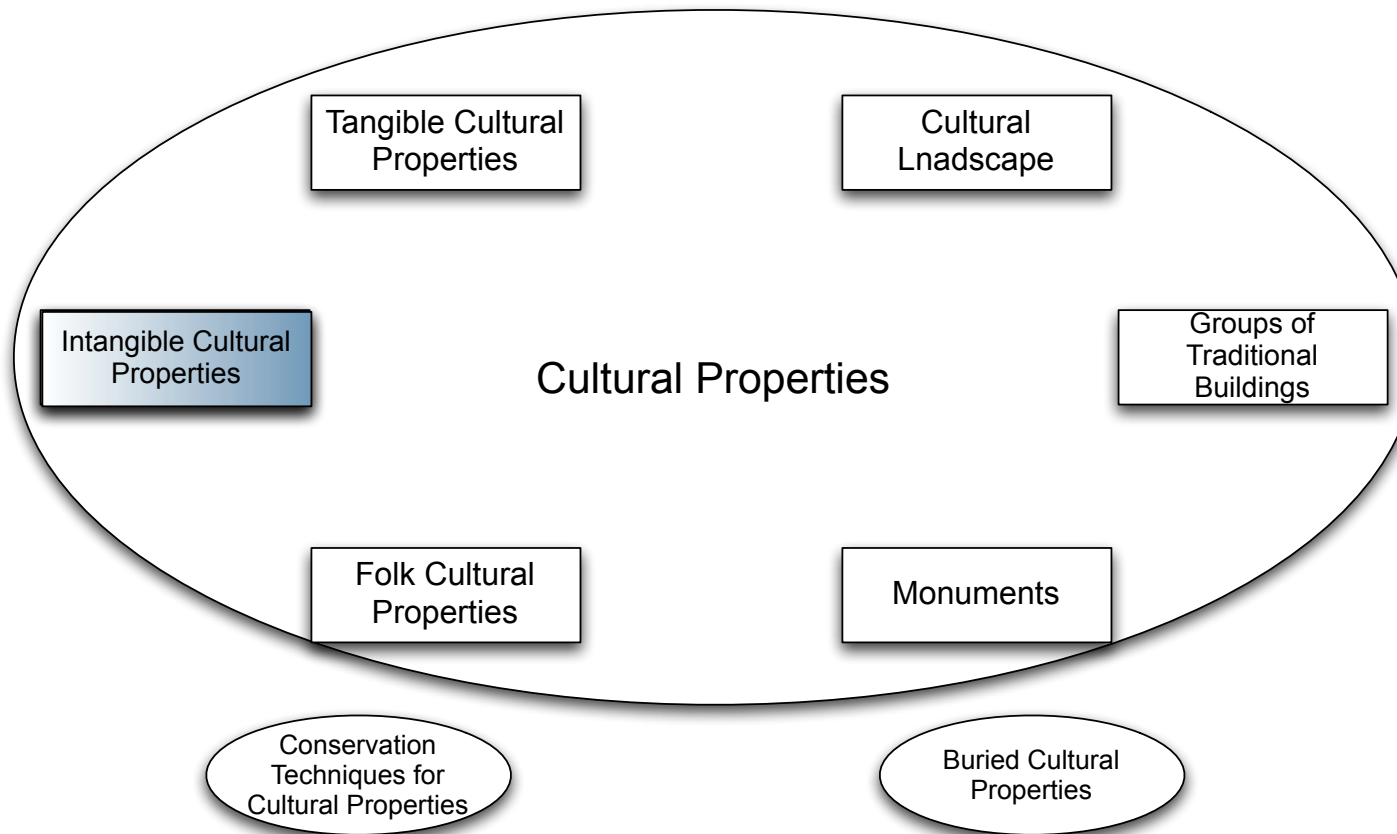 Tangible Cultural
Properties
Cultural
Lnadscape
Intangible Cultural
Properties
Cultural Properties
Groups of
Traditional
Buildings
Folk Cultural
Properties
Monuments
Conservation
Techniques for
Cultural Properties
Buried Cultural
Properties